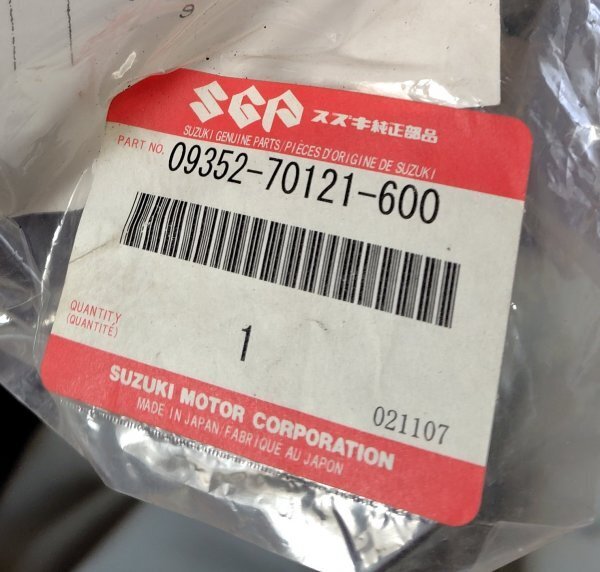 6
SGP スズキ純正部品
SUZUKI GENUINE PARTS/PIÈCES D'ORIGINE DE SUZUKI
PART NO. 09352-70121-600
QUANTITY
(QUANTITÉ)
1
SUZUKI MOTOR CORPORATION
MADE IN JAPAN/FABRIQUE AU JAPON
021107